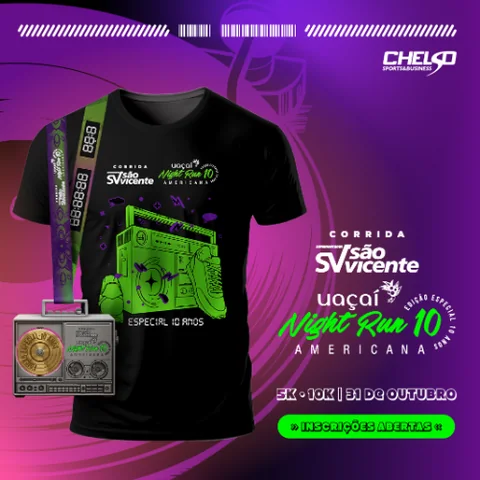 CHELSO
SPORTS&BUSINESS
CORRIDA
SV são vicente
uaçaí
Night Run 10
AMERICANA
ESPECIAL 10 ANOS
CORRIDA
SV são vicente
uaçaí
Night Run 10
EDIÇÃO ESPECIAL 10 ANOS
AMERICANA
5K • 10K | 31 DE OUTUBRO
» INSCRIÇÕES ABERTAS «